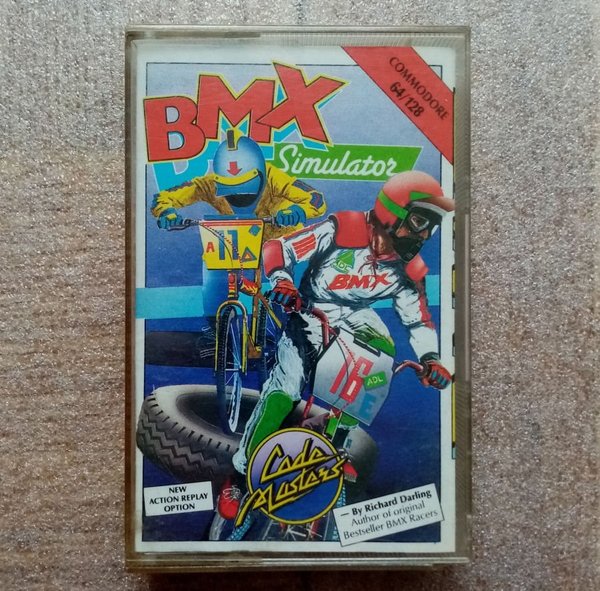 COMMODORE
64/128
BMX
Simulator
A 17
BMX
16
ADL
Code
Masters
NEW
ACTION REPLAY
OPTION
— By Richard Darling
Author of original
Bestseller BMX Racers